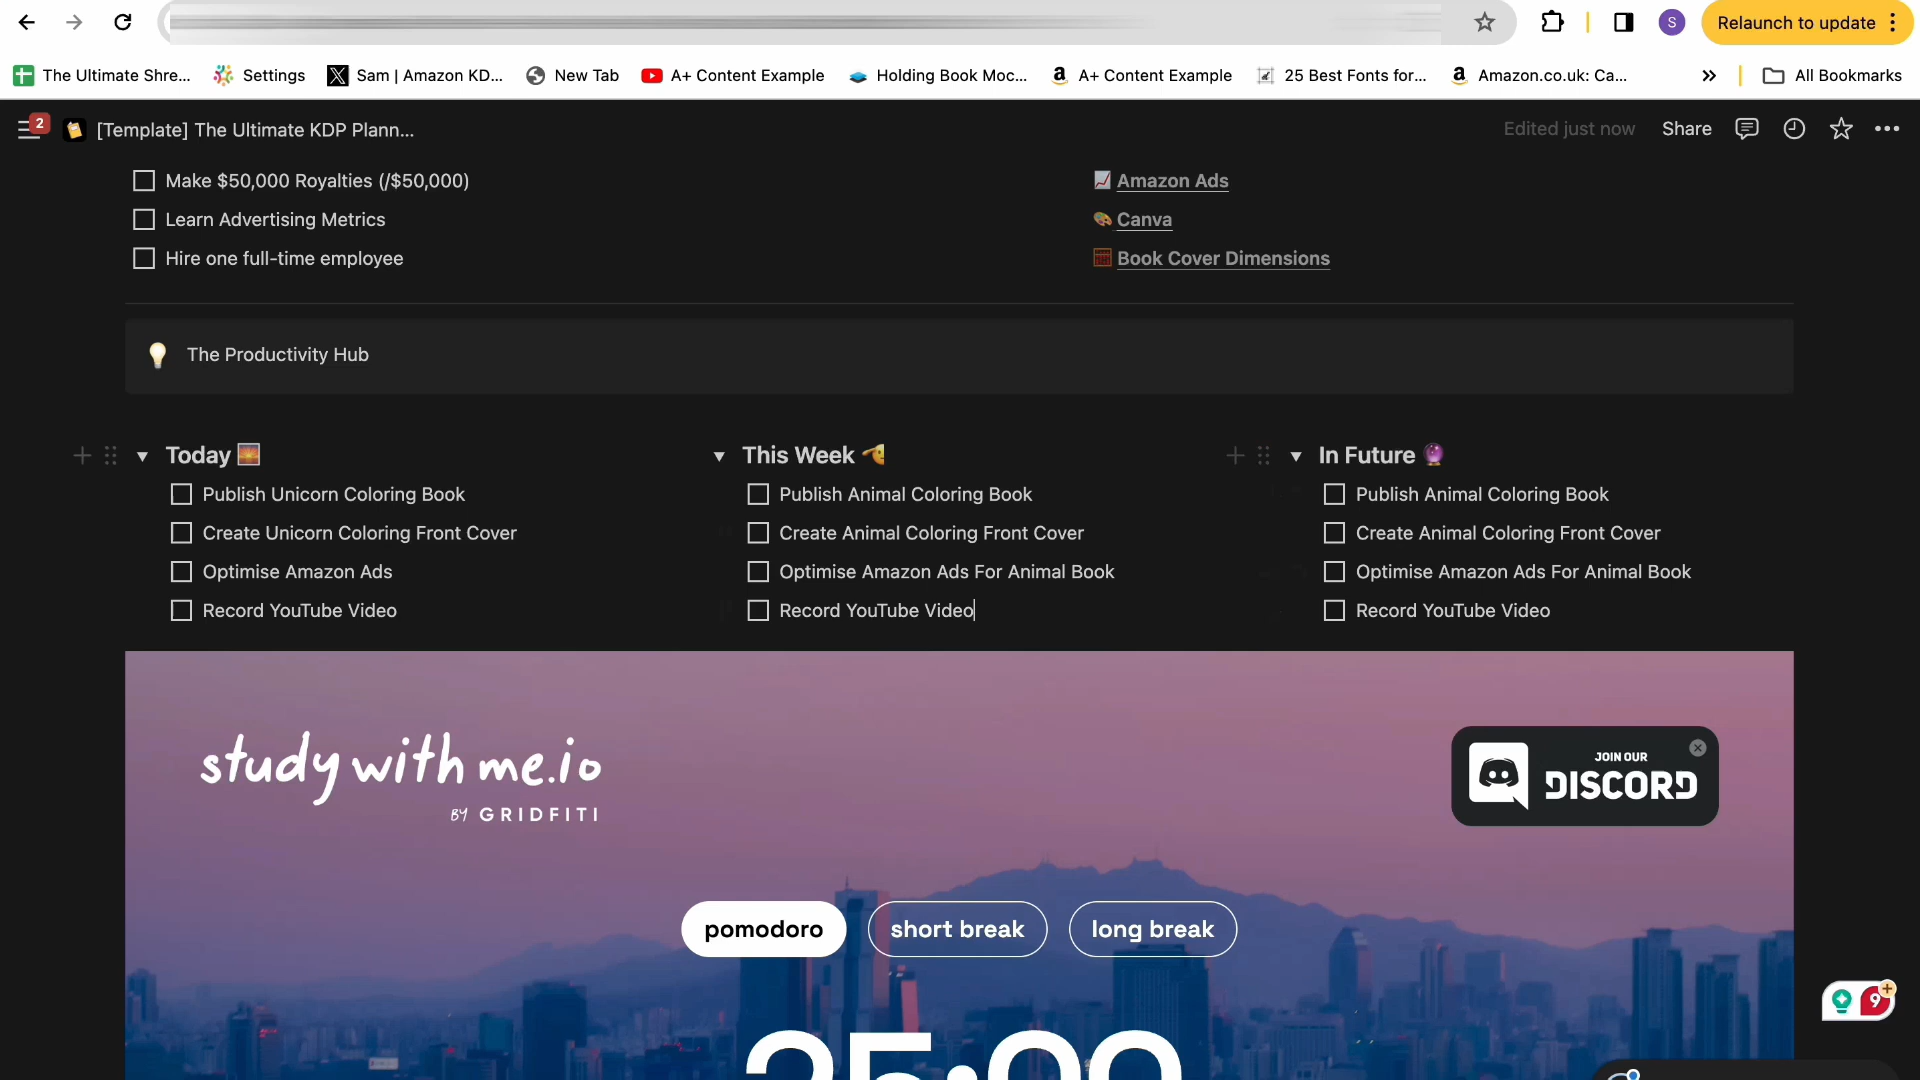 S
Relaunch to update
The Ultimate Shre...
Settings
Sam | Amazon KD...
New Tab
A+ Content Example
Holding Book Moc...
A+ Content Example
25 Best Fonts for...
Amazon.co.uk: Ca...
All Bookmarks
2
[Template] The Ultimate KDP Plann...
Edited just now
Share
Make $50,000 Royalties (/$50,000)
Learn Advertising Metrics
Hire one full-time employee
Amazon Ads
Canva
Book Cover Dimensions
The Productivity Hub
Today
Publish Unicorn Coloring Book
Create Unicorn Coloring Front Cover
Optimise Amazon Ads
Record YouTube Video
This Week
Publish Animal Coloring Book
Create Animal Coloring Front Cover
Optimise Amazon Ads For Animal Book
Record YouTube Video
In Future
Publish Animal Coloring Book
Create Animal Coloring Front Cover
Optimise Amazon Ads For Animal Book
Record YouTube Video
study with me.io
BY GRIDFITI
JOIN OUR
DISCORD
pomodoro
short break
long break
25:00
9